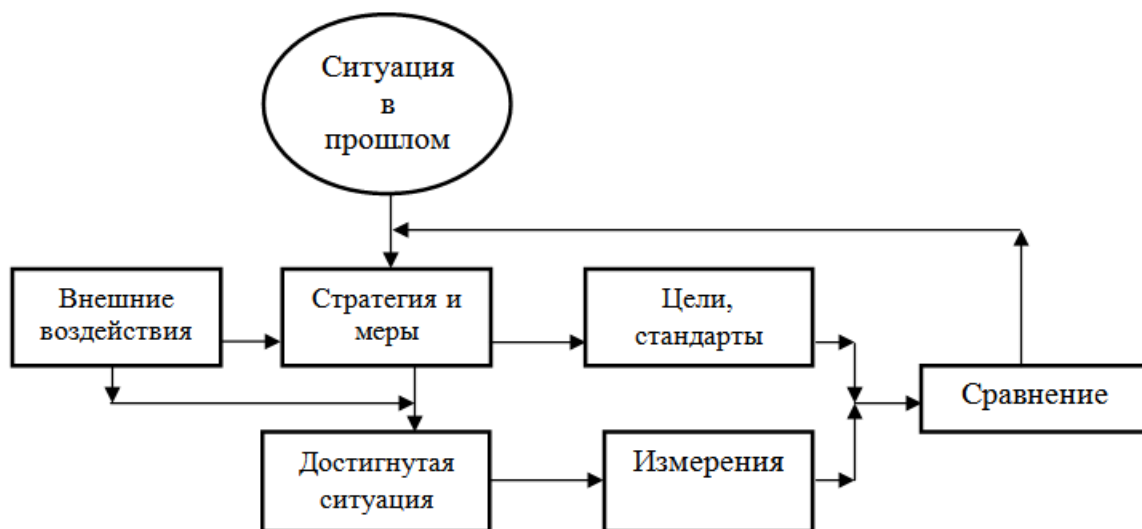 Ситуация
в
прошлом
Внешние
воздействия
Стратегия и
меры
Цели,
стандарты
Сравнение
Достигнутая
ситуация
Измерения